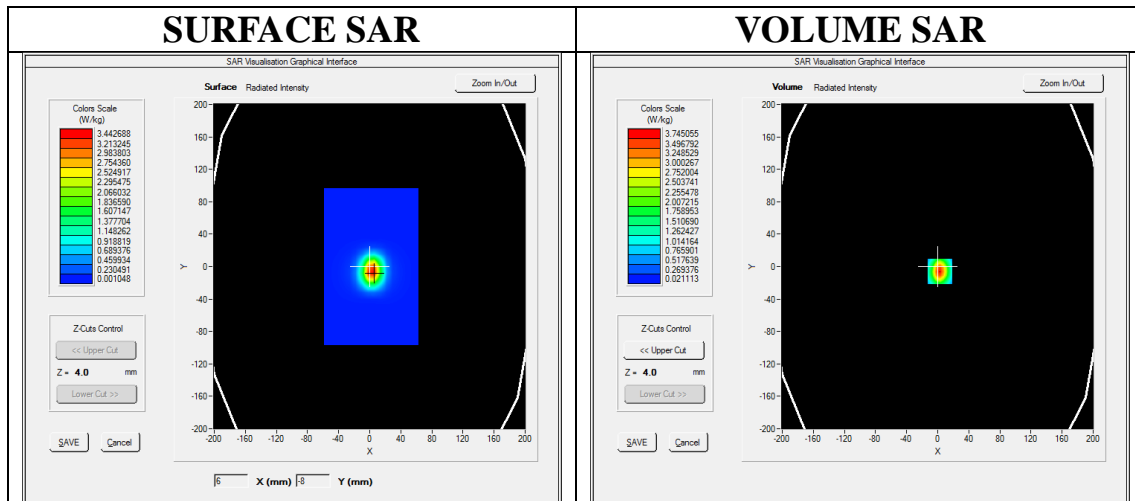 SURFACE SAR
SAR Visualisation Graphical Interface
Surface Radiated Intensity
Zoom In/Out
Colors Scale
(W/kg)
3.442688
3.213245
2.983803
2.754360
2.524917
2.295475
2.066032
1.836590
1.607147
1.377704
1.148262
0.918819
0.689376
0.459934
0.230491
0.001048
Z-Cuts Control
<< Upper Cut
Z = 4.0 mm
Lower Cut >>
SAVE Cancel
200
160
120
80
40
0
-40
-80
-120
-160
-200
Y
-200 -160 -120 -80 -40 0 40 80 120 160 200
X
6 X (mm) -8 Y (mm)
VOLUME SAR
SAR Visualisation Graphical Interface
Volume Radiated Intensity
Zoom In/Out
Colors Scale
(W/kg)
3.745055
3.496792
3.248529
3.000267
2.752004
2.503741
2.255478
2.007215
1.758953
1.510690
1.262427
1.014164
0.765901
0.517639
0.269376
0.021113
Z-Cuts Control
<< Upper Cut
Z = 4.0 mm
Lower Cut >>
SAVE Cancel
200
160
120
80
40
0
-40
-80
-120
-160
-200
Y
-200 -160 -120 -80 -40 0 40 80 120 160 200
X